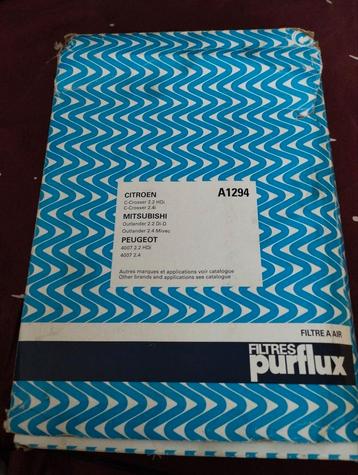 CITROEN A1294
C-Crosser 2.2 HDi
C-Crosser 2.4i
MITSUBISHI
Outlander 2.2 Di-D
Outlander 2.4 Mivec
PEUGEOT
4007 2.2 HDi
4007 2.4
Autres marques et applications voir catalogue
Other brands and applications see catalogue
FILTRE A AIR
FILTRES
purflux